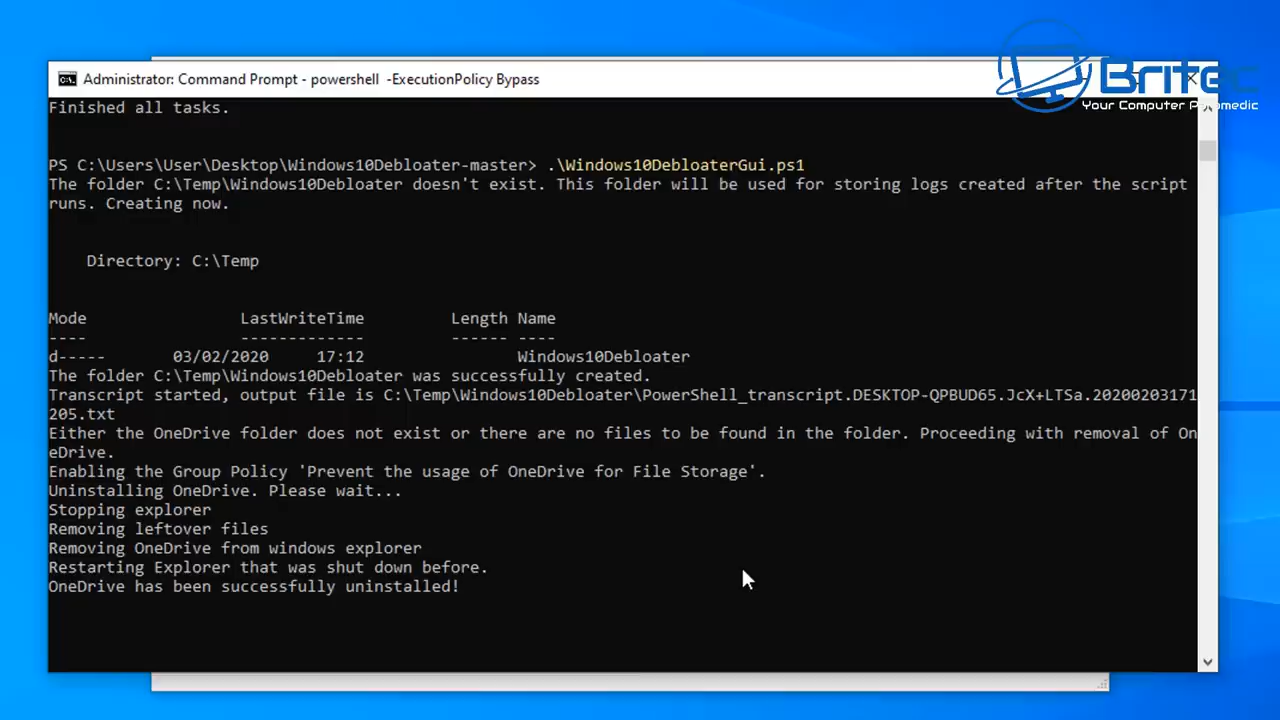 Administrator: Command Prompt - powershell  -ExecutionPolicy Bypass
Britec
Your Computer Paramedic
Finished all tasks.
PS C:\Users\User\Desktop\Windows10Debloater-master> .\Windows10DebloaterGui.ps1
The folder C:\Temp\Windows10Debloater doesn't exist. This folder will be used for storing logs created after the script
runs. Creating now.
Directory: C:\Temp
Mode                LastWriteTime         Length Name
----                -------------         ------ ----
d-----       03/02/2020     17:12                Windows10Debloater
The folder C:\Temp\Windows10Debloater was successfully created.
Transcript started, output file is C:\Temp\Windows10Debloater\PowerShell_transcript.DESKTOP-QPBUD65.JcX+LTSa.20200203171
205.txt
Either the OneDrive folder does not exist or there are no files to be found in the folder. Proceeding with removal of On
eDrive.
Enabling the Group Policy 'Prevent the usage of OneDrive for File Storage'.
Uninstalling OneDrive. Please wait...
Stopping explorer
Removing leftover files
Removing OneDrive from windows explorer
Restarting Explorer that was shut down before.
OneDrive has been successfully uninstalled!